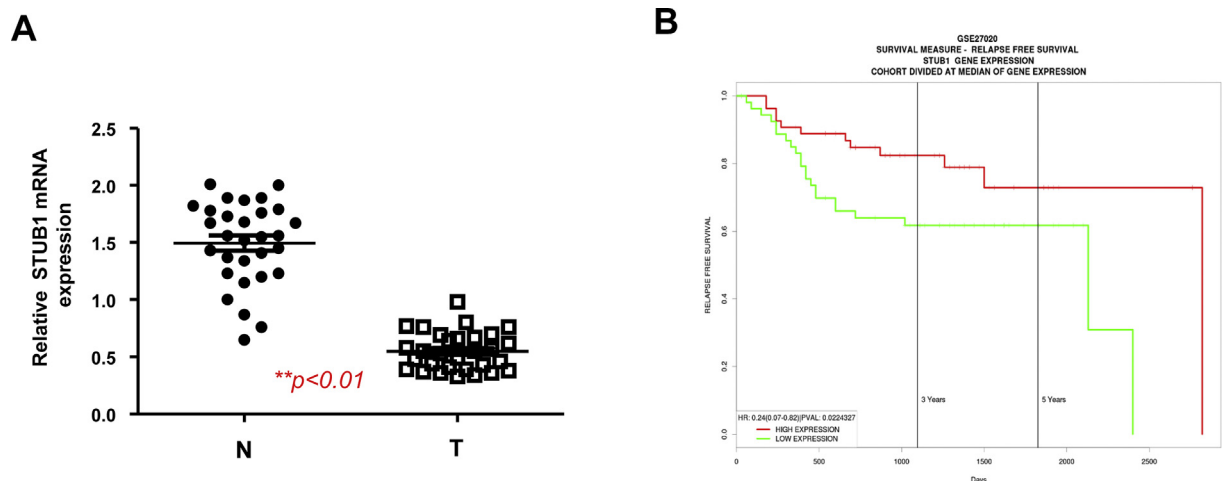 A
Relative STUB1 mRNA
expression
2.5
2.0
1.5
1.0
0.5
0.0
**p<0.01
N
T
B
GSE27020
SURVIVAL MEASURE - RELAPSE FREE SURVIVAL
STUB1 GENE EXPRESSION
COHORT DIVIDED AT MEDIAN OF GENE EXPRESSION
RELAPSE FREE SURVIVAL
1.0
0.8
0.6
0.4
0.2
0.0
3 Years
5 Years
HR: 0.24(0.07-0.82)|PVAL: 0.0224327
HIGH EXPRESSION
LOW EXPRESSION
0
500
1000
1500
2000
2500
Days